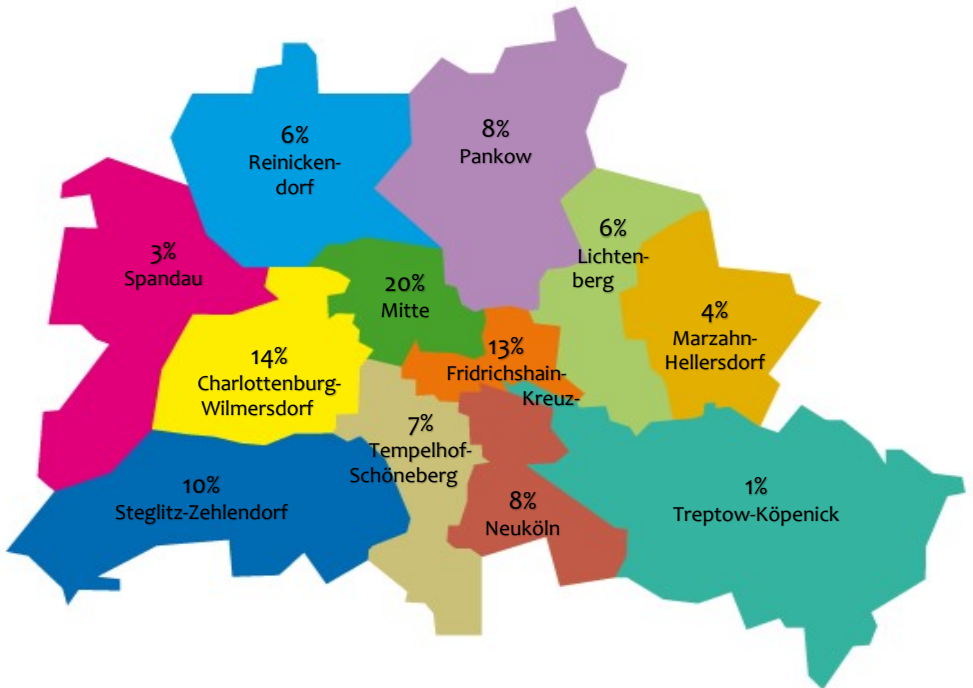 6%
Reinicken-
dorf
8%
Pankow
3%
Spandau
20%
Mitte
6%
Lichten-
berg
4%
Marzahn-
Hellersdorf
14%
Charlottenburg-
Wilmersdorf
13%
Fridrichshain-
Kreuz-
7%
Tempelhof-
Schöneberg
10%
Steglitz-Zehlendorf
8%
Neuköln
1%
Treptow-Köpenick